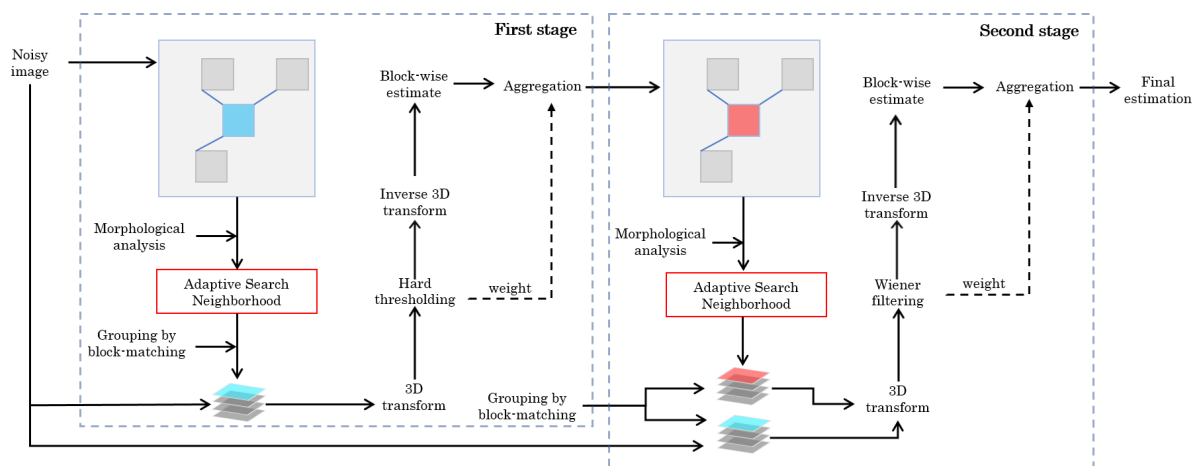 First stage
Second stage
Noisy
image
Block-wise
estimate
Aggregation
Inverse 3D
transform
Morphological
analysis
Adaptive Search
Neighborhood
Hard
thresholding
weight
Grouping by
block-matching
3D
transform
Block-wise
estimate
Aggregation
Final
estimation
Inverse 3D
transform
Morphological
analysis
Adaptive Search
Neighborhood
Wiener
filtering
weight
Grouping by
block-matching
3D
transform